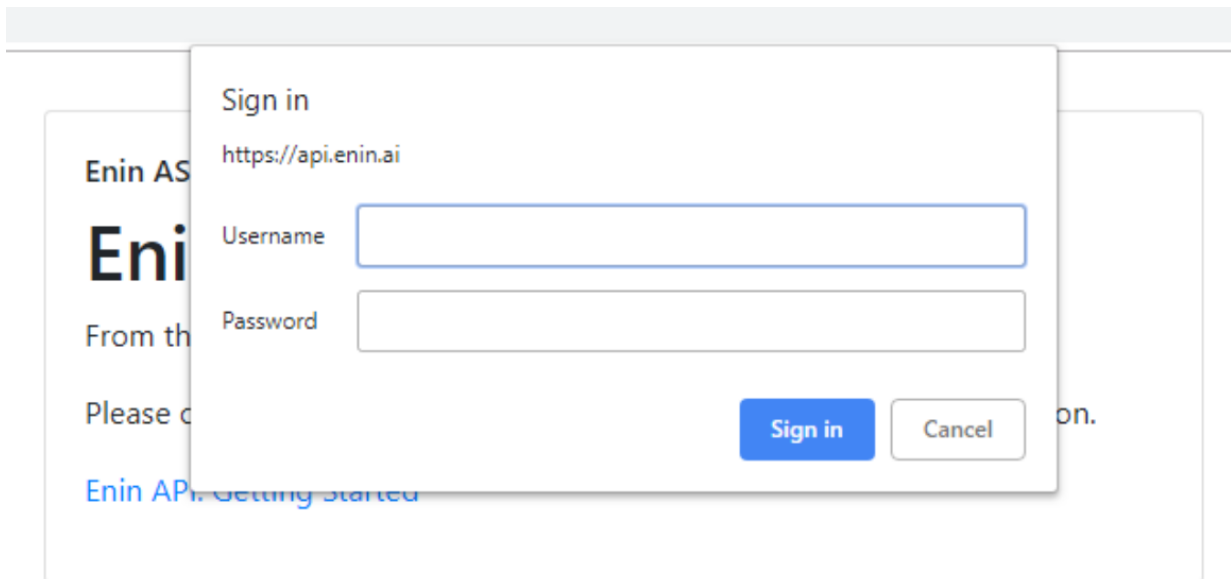 Sign in
https://api.enin.ai
Enin AS
Username
Eni
Password
From th
Please c
on.
Sign in
Cancel
Enin API: Getting Started